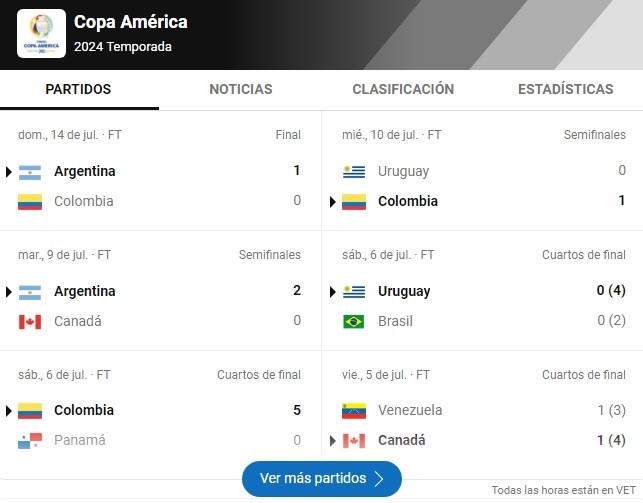 COPA AMÉRICA
Copa América
2024 Temporada
PARTIDOS NOTICIAS CLASIFICACIÓN ESTADÍSTICAS
dom., 14 de jul. · FT Final
Argentina 1
Colombia 0
mié., 10 de jul. · FT Semifinales
Uruguay 0
Colombia 1
mar., 9 de jul. · FT Semifinales
Argentina 2
Canadá 0
sáb., 6 de jul. · FT Cuartos de final
Uruguay 0 (4)
Brasil 0 (2)
sáb., 6 de jul. · FT Cuartos de final
Colombia 5
Panamá 0
vie., 5 de jul. · FT Cuartos de final
Venezuela 1 (3)
Canadá 1 (4)
Ver más partidos
Todas las horas están en VET